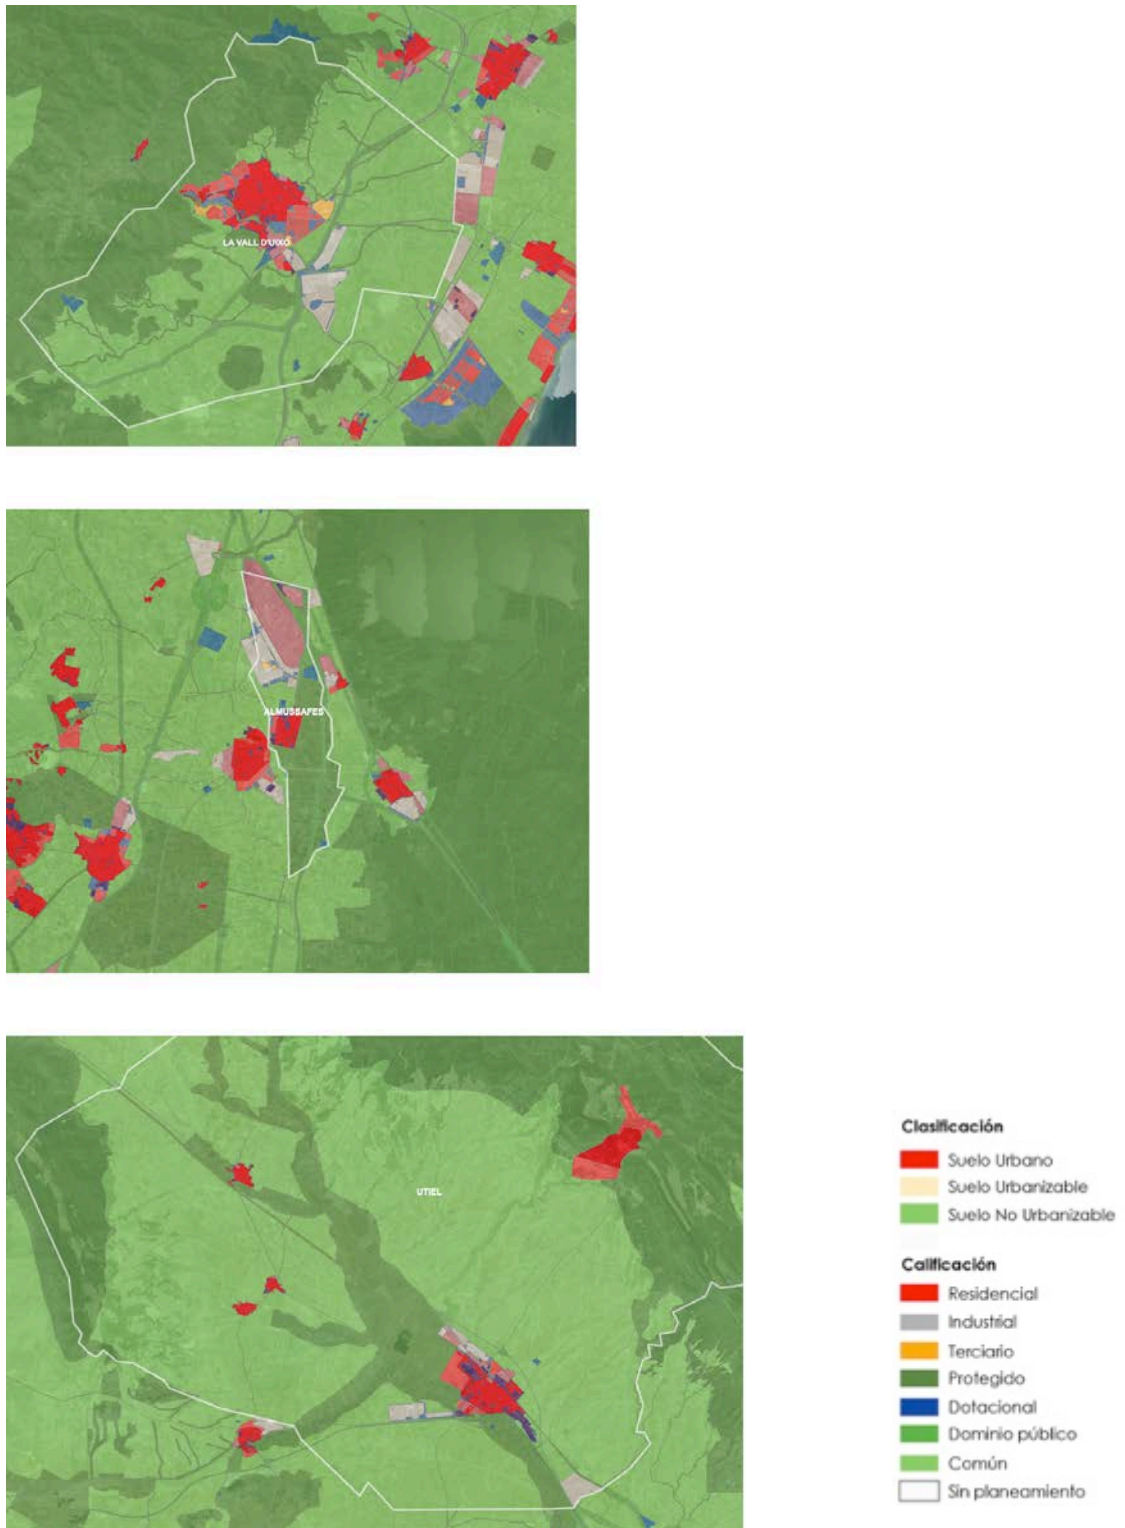 LA VALL D'UIXÓ
ALMUSSAFES
UTIEL
Clasificación
Suelo Urbano
Suelo Urbanizable
Suelo No Urbanizable
Calificación
Residencial
Industrial
Terciario
Protegido
Dotacional
Dominio público
Común
Sin planeamiento